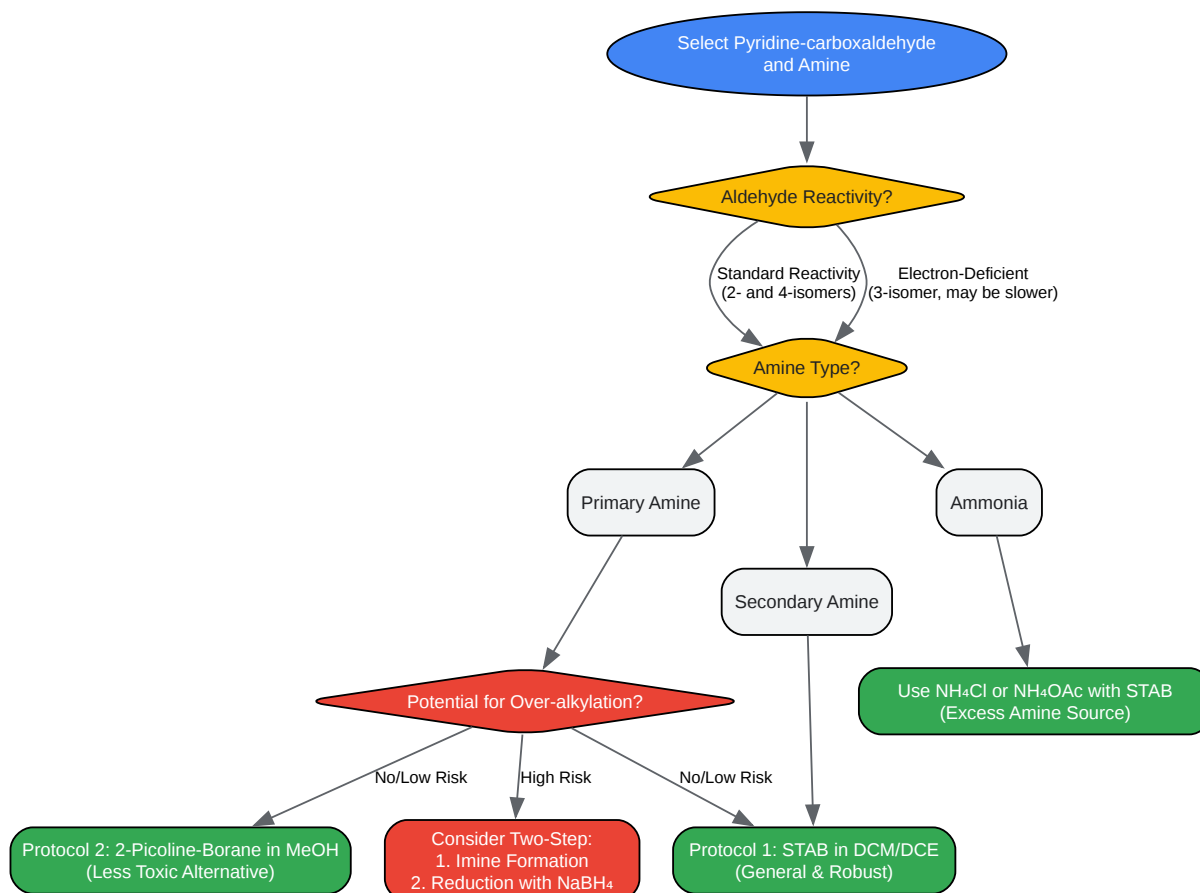 Select Pyridine-carboxaldehyde
and Amine
Aldehyde Reactivity?
Standard Reactivity
(2- and 4-isomers)
Electron-Deficient
(3-isomer, may be slower)
Amine Type?
Primary Amine
Ammonia
Secondary Amine
Use NH₄Cl or NH₄OAc with STAB
(Excess Amine Source)
Potential for Over-alkylation?
No/Low Risk
High Risk
No/Low Risk
Protocol 2: 2-Picoline-Borane in MeOH
(Less Toxic Alternative)
Consider Two-Step:
1. Imine Formation
2. Reduction with NaBH₄
Protocol 1: STAB in DCM/DCE
(General & Robust)